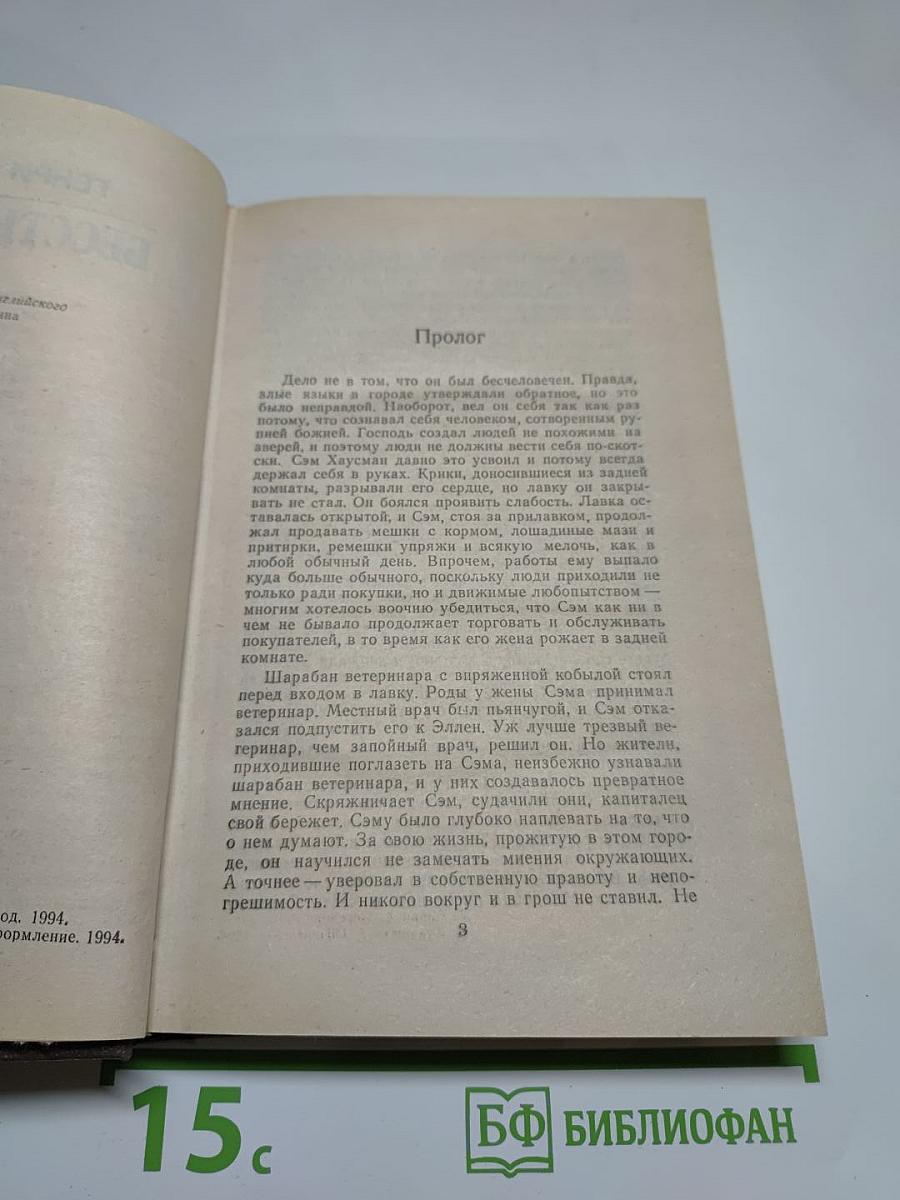 нглийского
Пролог
Дело не в том, что он был бесчеловечен. Правда,
злые языки в городе утверждали обратное, но это
было неправдой. Наоборот, вел он себя так как раз
потому, что сознавал себя человеком, сотворенным ру-
цией божией. Господь создал людей не похожими на
зверей, и поэтому люди не должны вести себя по-скот-
ски. Сэм Хаусман давно это усвоил и потому всегда
держал себя в руках. Крики, доносившиеся из задней
комнаты, разрывали его сердце, но лавку он закры-
вать не стал. Он боялся проявить слабость. Лавка ос-
тавалась открытой, и Сэм, стоя за прилавком, продол-
жал продавать мешки с кормом, лошадиные мази и
притирки, ремешки упряжи и всякую мелочь, как в
любой обычный день. Впрочем, работы ему выпало
куда больше обычного, поскольку люди приходили не
только ради покупки, но и движимые любопытством —
многим хотелось воочию убедиться, что Сэм как ни в
чем не бывало продолжает торговать и обслуживать
покупателей, в то время как его жена рожает в задней
комнате.
Шарабан ветеринара с впряженной кобылой стоял
перед входом в лавку. Роды у жены Сэма принимал
ветеринар. Местный врач был пьянчугой, и Сэм отка-
зался подпустить его к Эллен. Уж лучше трезвый ве-
теринар, чем запойный врач, решил он. Но жители,
приходившие поглазеть на Сэма, неизбежно узнавали
шарабан ветеринара, и у них создавалось превратное
мнение. Скряжничает Сэм, судачили они, капиталец
свой бережет. Сэму было глубоко наплевать на то, что
о нем думают. За свою жизнь, прожитую в этом горо-
де, он научился не замечать мнения окружающих.
А точнее — уверовал в собственную правоту и непо-
грешимость. И никого вокруг и в грош не ставил. Не
3
од. 1994.
формление. 1994.
15 с
БФ БИБЛИОФАН